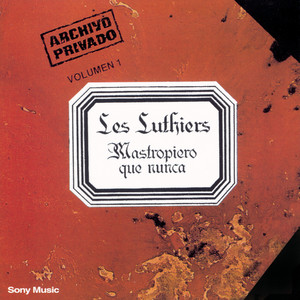 ARCHIVO
PRIVADO
VOLUMEN 1
Les Luthiers
Mastropiero
que nunca
Sony Music